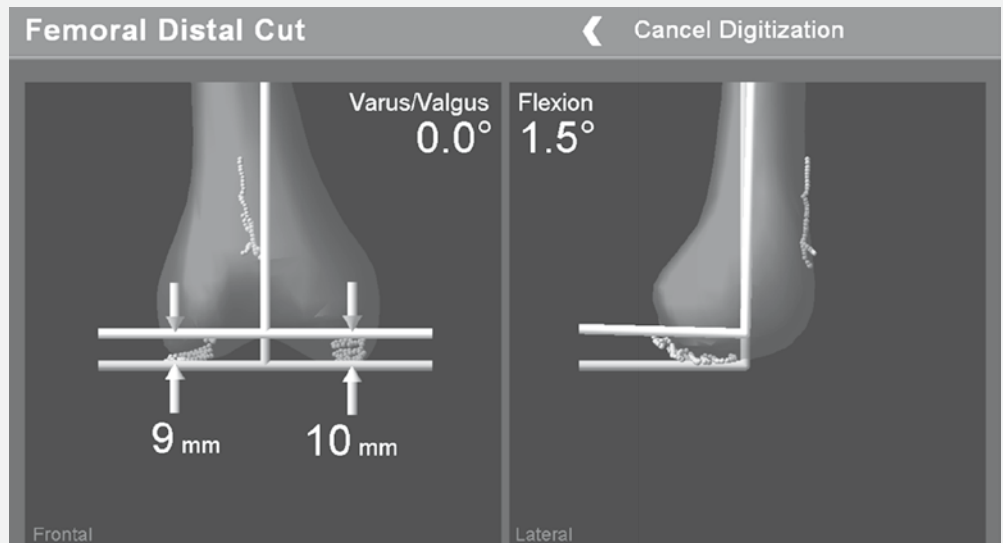 Femoral Distal Cut
Cancel Digitization
Varus/Valgus
0.0°
9 mm
10 mm
Frontal
Flexion
1.5°
Lateral